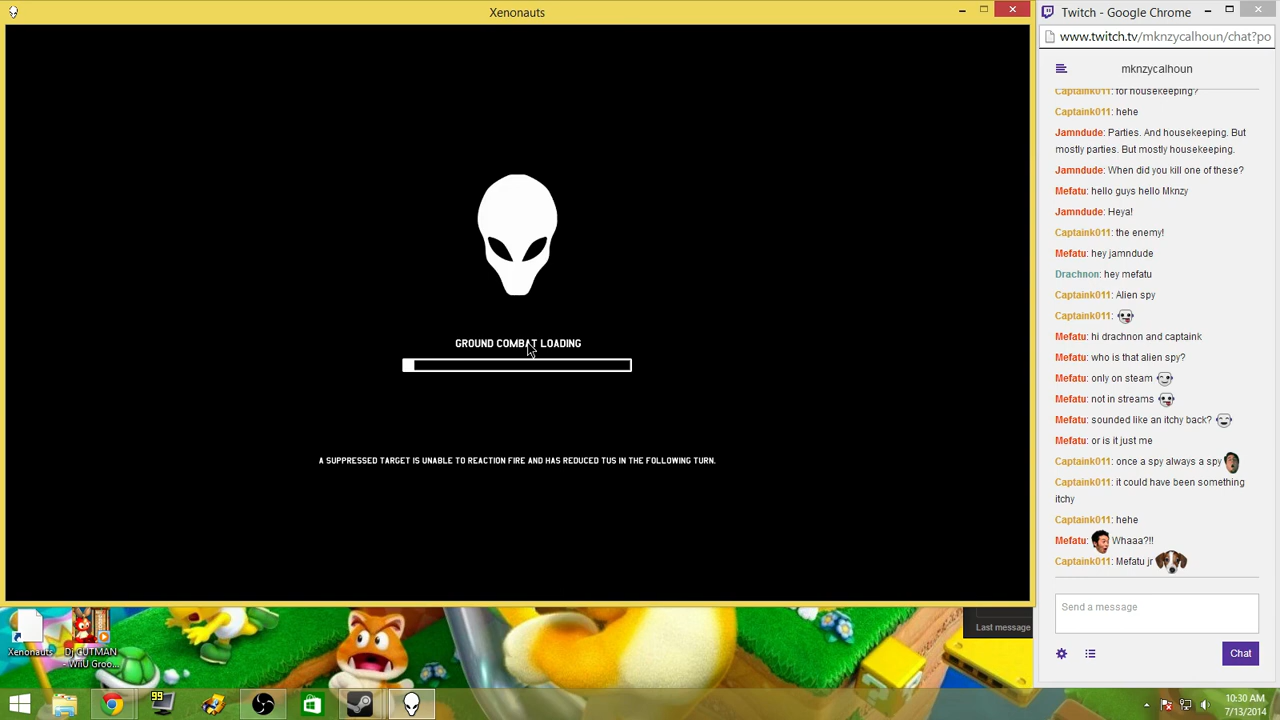 Xenonauts
GROUND COMBAT LOADING
A SUPPRESSED TARGET IS UNABLE TO REACTION FIRE AND HAS REDUCED TUS IN THE FOLLOWING TURN.
Twitch - Google Chrome
www.twitch.tv/mknzycalhoun/chat?po
mknzycalhoun
Captaink011: for housekeeping?
Captaink011: hehe
Jamndude: Parties. And housekeeping. But
mostly parties. But mostly housekeeping.
Jamndude: When did you kill one of these?
Mefatu: hello guys hello Mknzy
Jamndude: Heya!
Captaink011: the enemy!
Mefatu: hey jamndude
Drachnon: hey mefatu
Captaink011: Alien spy
Captaink011:
Mefatu: hi drachnon and captaink
Mefatu: who is that alien spy?
Mefatu: only on steam
Mefatu: not in streams
Mefatu: sounded like an itchy back?
Mefatu: or is it just me
Captaink011: once a spy always a spy
Captaink011: it could have been something
itchy
Captaink011: hehe
Mefatu: Whaaa?!!
Captaink011: Mefatu jr
Send a message
Chat
Last message
Xenonauts
Dj CUTMAN
- WiiU Groo...
99
10:30 AM
7/13/2014